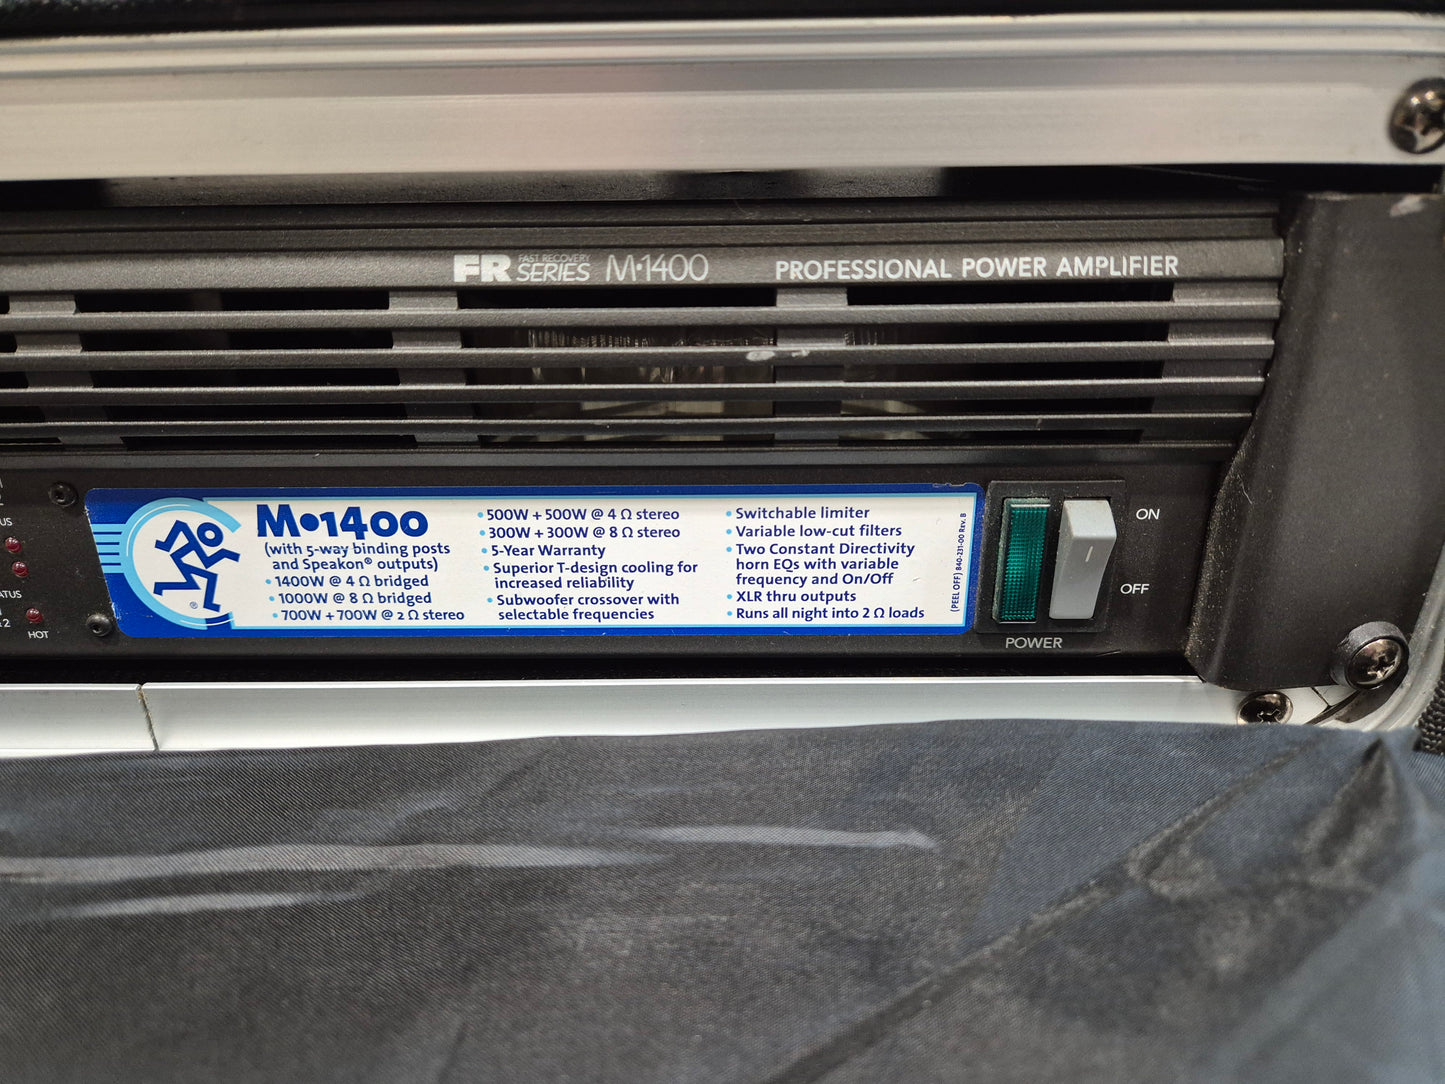 FR FAST RECOVERY SERIES M•1400 PROFESSIONAL POWER AMPLIFIER
M•1400
(with 5-way binding posts
and Speakon® outputs)
• 1400W @ 4 Ω bridged
• 1000W @ 8 Ω bridged
• 700W + 700W @ 2 Ω stereo
• 500W + 500W @ 4 Ω stereo
• 300W + 300W @ 8 Ω stereo
• 5-Year Warranty
• Superior T-design cooling for
increased reliability
• Subwoofer crossover with
selectable frequencies
• Switchable limiter
• Variable low-cut filters
• Two Constant Directivity
horn EQs with variable
frequency and On/Off
• XLR thru outputs
• Runs all night into 2 Ω loads
(PEEL OFF) 840-231-00 Rev. B
®
ON
OFF
POWER
HOT